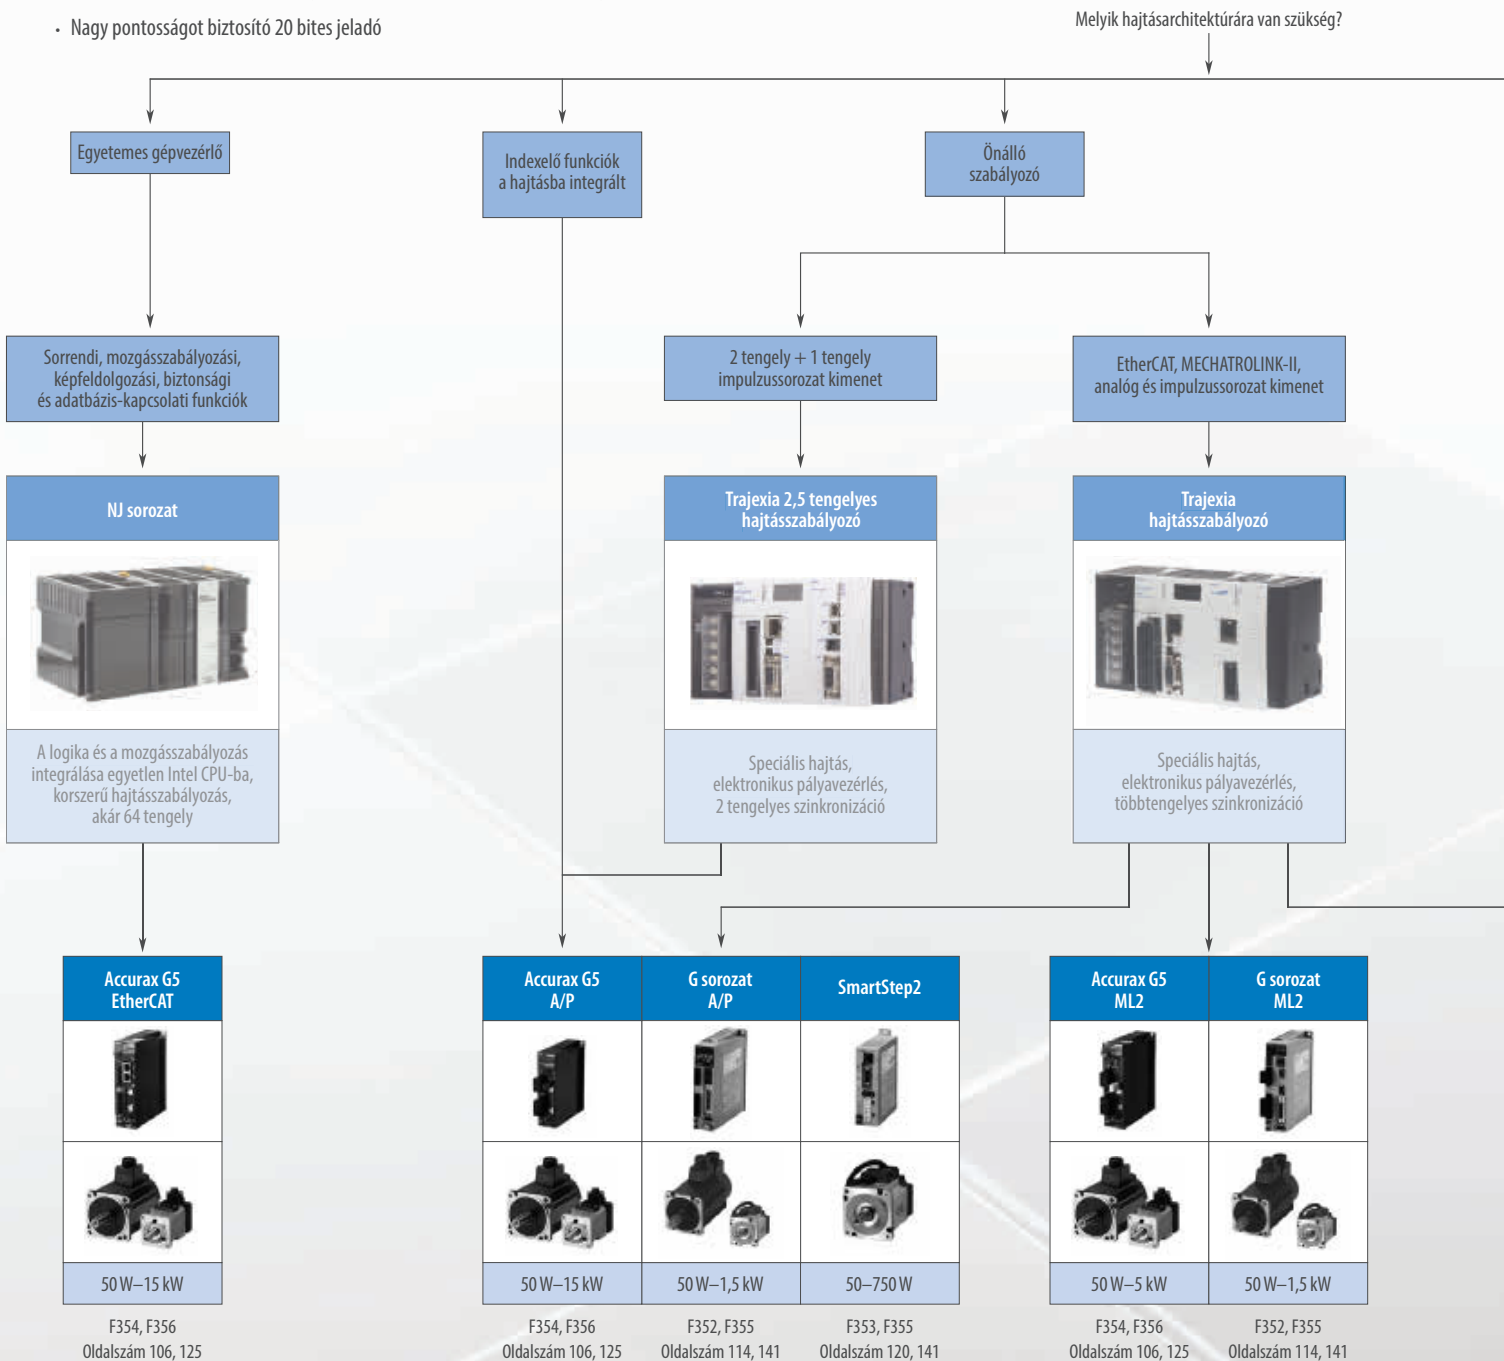 • Nagy pontosságot biztosító 20 bites jeladó
Melyik hajtásarchitektúrára van szükség?
Egyetemes gépvezérlő
Indexelő funkciók
a hajtásba integrált
Önálló
szabályozó
Sorrendi, mozgásszabályozási,
képfeldolgozási, biztonsági
és adatbázis-kapcsolati funkciók
2 tengely + 1 tengely
impulzussorozat kimenet
EtherCAT, MECHATROLINK-II,
analóg és impulzussorozat kimenet
NJ sorozat
Trajexia 2,5 tengelyes
hajtásszabályozó
Trajexia
hajtásszabályozó
A logika és a mozgásszabályozás
integrálása egyetlen Intel CPU-ba,
korszerű hajtásszabályozás,
akár 64 tengely
Speciális hajtás,
elektronikus pályavezérlés,
2 tengelyes szinkronizáció
Speciális hajtás,
elektronikus pályavezérlés,
többtengelyes szinkronizáció
Accurax G5
EtherCAT
Accurax G5
A/P
G sorozat
A/P
SmartStep2
Accurax G5
ML2
G sorozat
ML2
50 W–15 kW
50 W–15 kW
50 W–1,5 kW
50–750 W
50 W–5 kW
50 W–1,5 kW
F354, F356
Oldalszám 106, 125
F354, F356
Oldalszám 106, 125
F352, F355
Oldalszám 114, 141
F353, F355
Oldalszám 120, 141
F354, F356
Oldalszám 106, 125
F352, F355
Oldalszám 114, 141